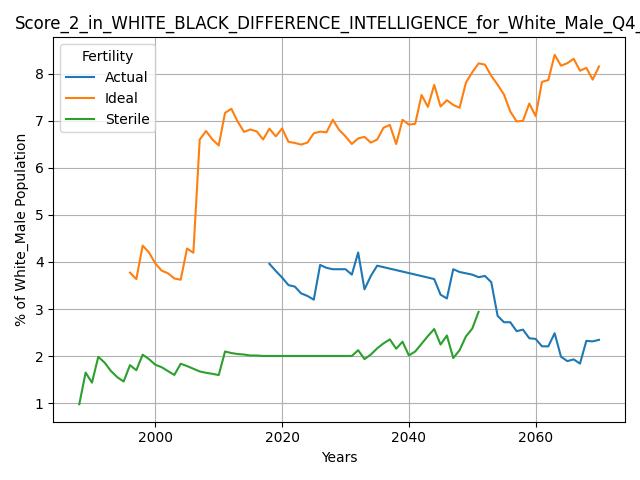 Score_2_in_WHITE_BLACK_DIFFERENCE_INTELLIGENCE_for_White_Male_Q4_
Fertility
Actual
Ideal
Sterile
% of White_Male Population
8
7
6
5
4
3
2
1
2000 2020 2040 2060
Years